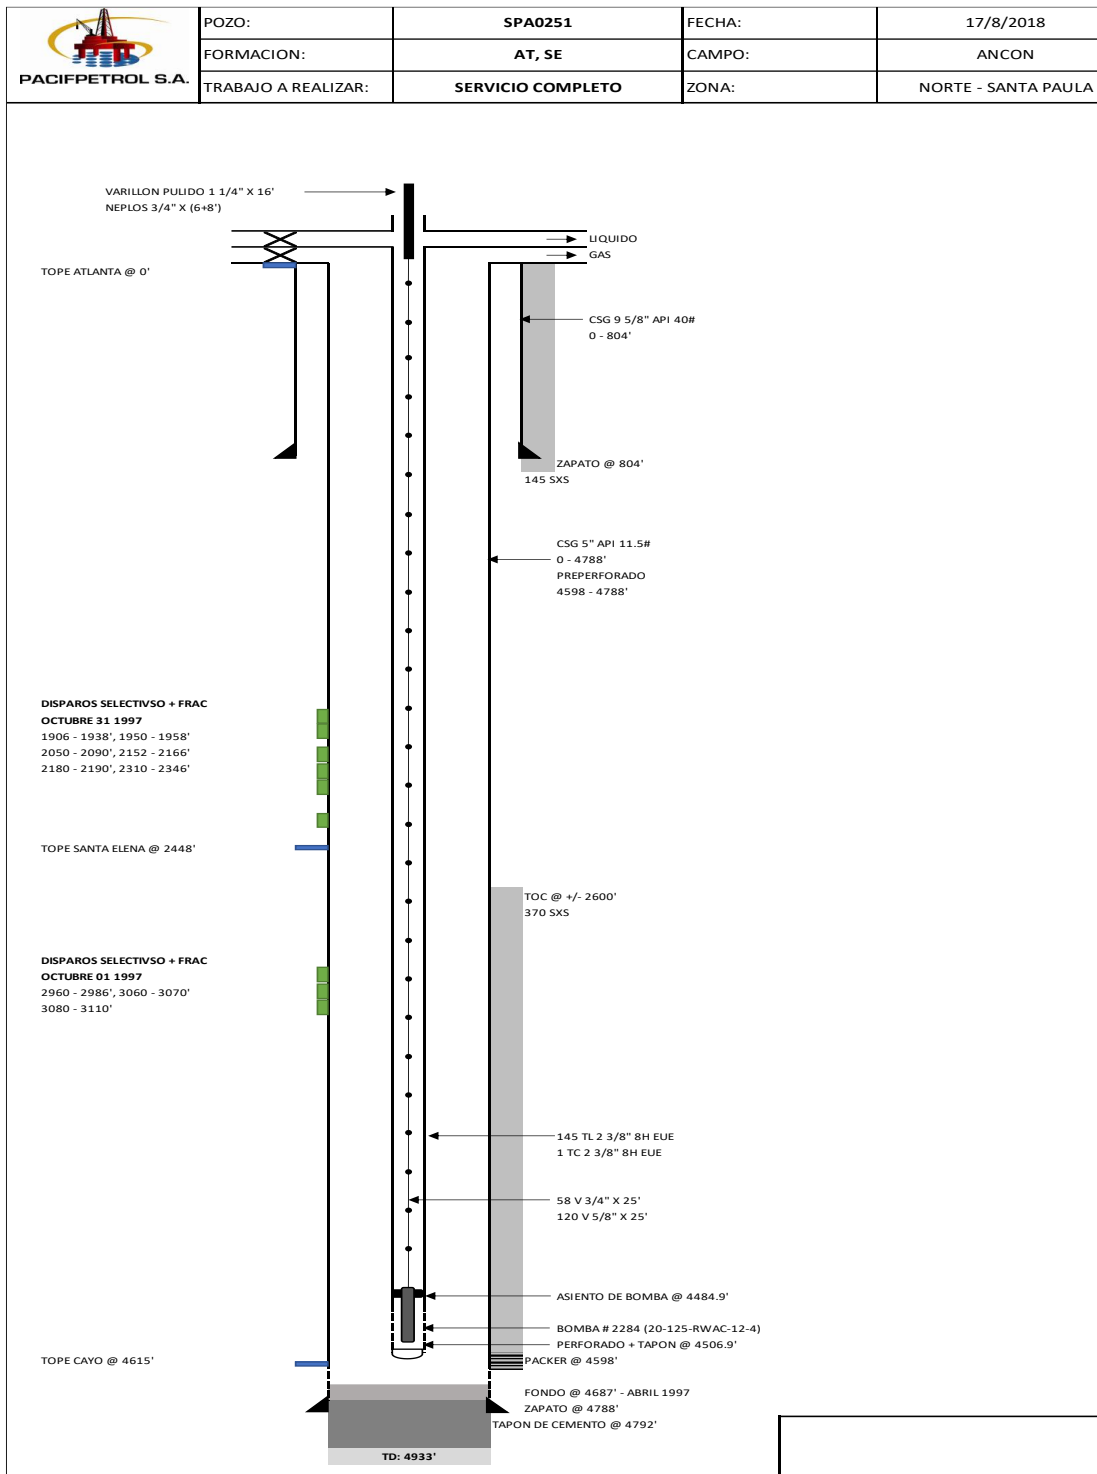 PACIFPETROL S.A.
POZO: SPA0251 FECHA: 17/8/2018
FORMACION: AT, SE CAMPO: ANCON
TRABAJO A REALIZAR: SERVICIO COMPLETO ZONA: NORTE - SANTA PAULA
VARILLON PULIDO 1 1/4" X 16'
NEPLOS 3/4" X (6+8')
LIQUIDO
GAS
TOPE ATLANTA @ 0'
CSG 9 5/8" API 40#
0 - 804'
ZAPATO @ 804'
145 SXS
CSG 5" API 11.5#
0 - 4788'
PREPERFORADO
4598 - 4788'
DISPAROS SELECTIVSO + FRAC
OCTUBRE 31 1997
1906 - 1938', 1950 - 1958'
2050 - 2090', 2152 - 2166'
2180 - 2190', 2310 - 2346'
TOPE SANTA ELENA @ 2448'
TOC @ +/- 2600'
370 SXS
DISPAROS SELECTIVSO + FRAC
OCTUBRE 01 1997
2960 - 2986', 3060 - 3070'
3080 - 3110'
145 TL 2 3/8" 8H EUE
1 TC 2 3/8" 8H EUE
58 V 3/4" X 25'
120 V 5/8" X 25'
ASIENTO DE BOMBA @ 4484.9'
BOMBA # 2284 (20-125-RWAC-12-4)
PERFORADO + TAPON @ 4506.9'
TOPE CAYO @ 4615'
PACKER @ 4598'
FONDO @ 4687' - ABRIL 1997
ZAPATO @ 4788'
TAPON DE CEMENTO @ 4792'
TD: 4933'